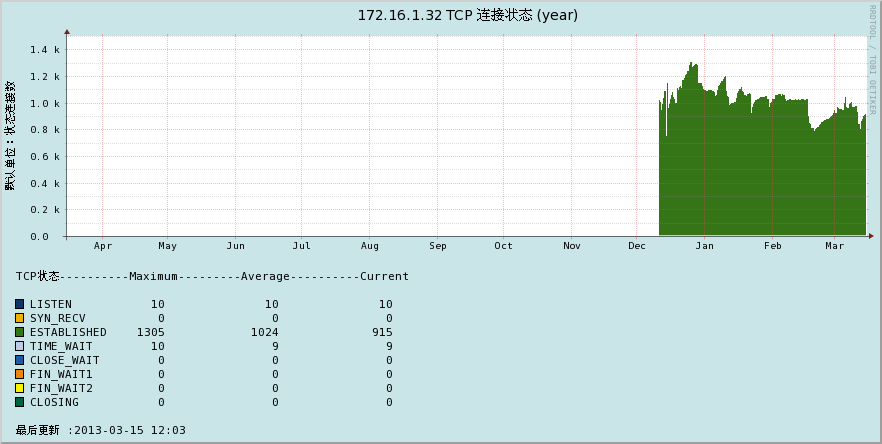 172.16.1.32 TCP 连接状态 (year)
RRDTOOL / TOBI OETIKER
默认单位：状态连接数
1.4 k
1.2 k
1.0 k
0.8 k
0.6 k
0.4 k
0.2 k
0.0
Apr May Jun Jul Aug Sep Oct Nov Dec Jan Feb Mar
TCP状态----------Maximum---------Average----------Current
LISTEN 10 10 10
SYN_RECV 0 0 0
ESTABLISHED 1305 1024 915
TIME_WAIT 10 9 9
CLOSE_WAIT 0 0 0
FIN_WAIT1 0 0 0
FIN_WAIT2 0 0 0
CLOSING 0 0 0
最后更新 :2013-03-15 12:03